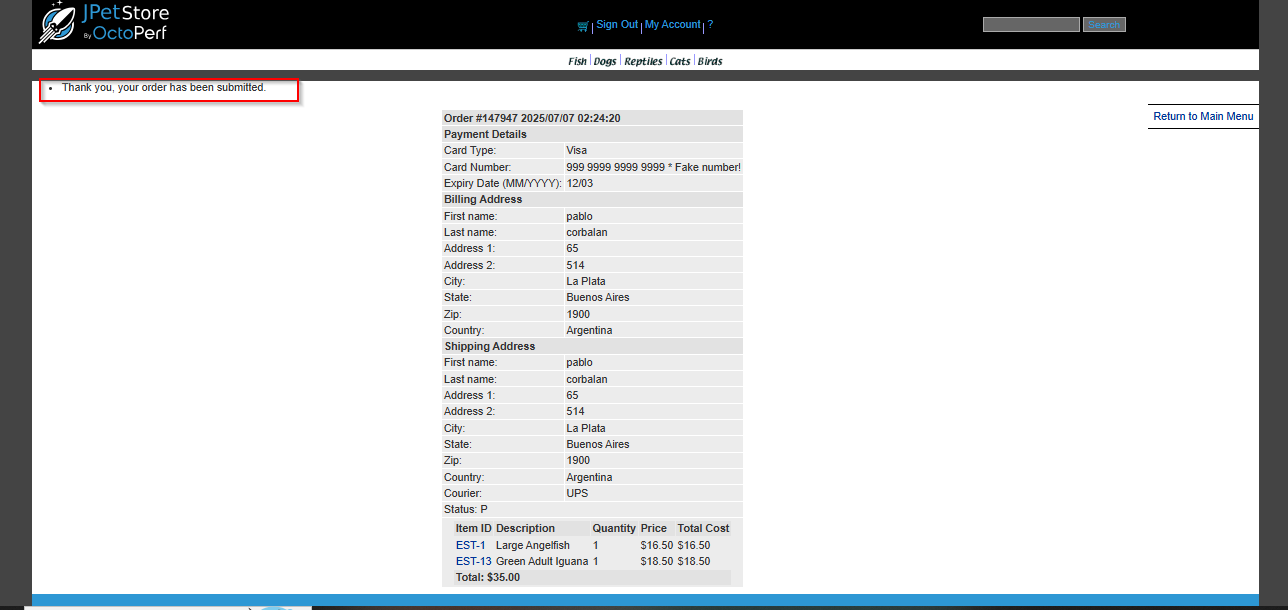 JPetStore
By OctoPerf
Sign Out | My Account | ?
Search
Fish | Dogs | Reptiles | Cats | Birds
• Thank you, your order has been submitted.
Return to Main Menu
Order #147947 2025/07/07 02:24:20
Payment Details
Card Type: Visa
Card Number: 999 9999 9999 9999 * Fake number!
Expiry Date (MM/YYYY): 12/03
Billing Address
First name: pablo
Last name: corbalan
Address 1: 65
Address 2: 514
City: La Plata
State: Buenos Aires
Zip: 1900
Country: Argentina
Shipping Address
First name: pablo
Last name: corbalan
Address 1: 65
Address 2: 514
City: La Plata
State: Buenos Aires
Zip: 1900
Country: Argentina
Courier: UPS
Status: P
Item ID Description Quantity Price Total Cost
EST-1 Large Angelfish 1 $16.50 $16.50
EST-13 Green Adult Iguana 1 $18.50 $18.50
Total: $35.00